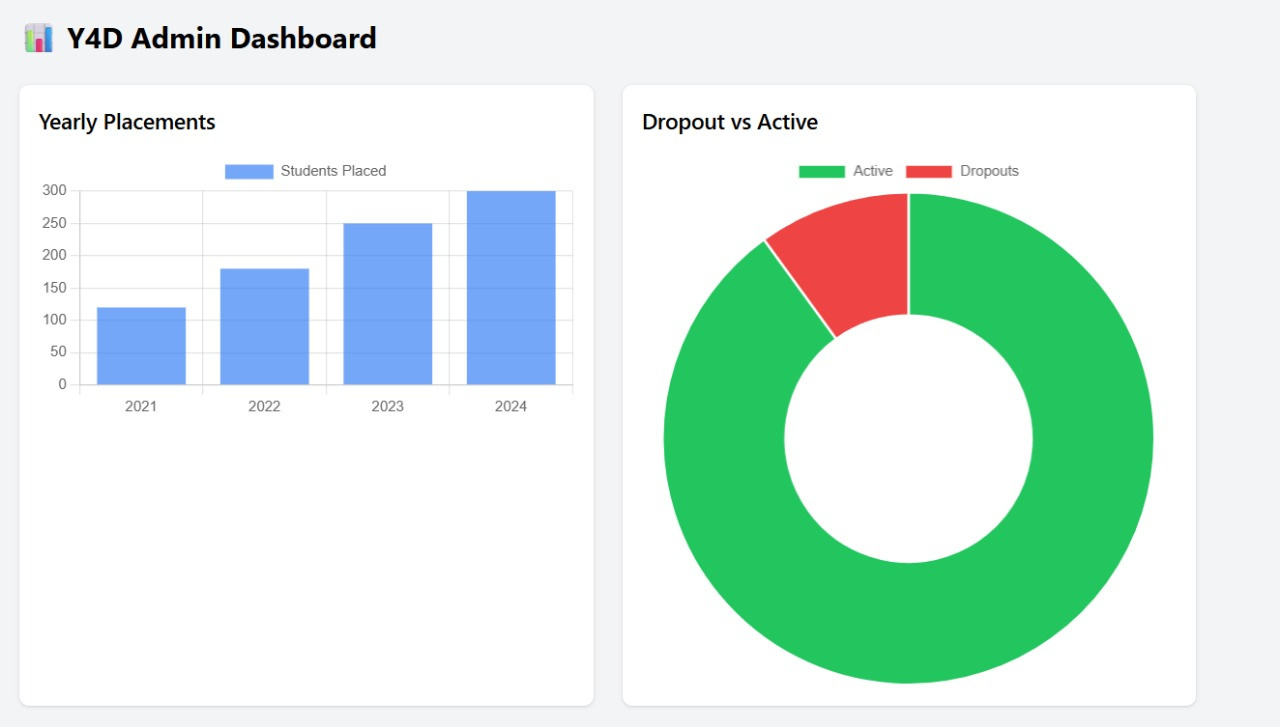 Y4D Admin Dashboard
Yearly Placements
Students Placed
300
250
200
150
100
50
0
2021 2022 2023 2024
Dropout vs Active
Active Dropouts